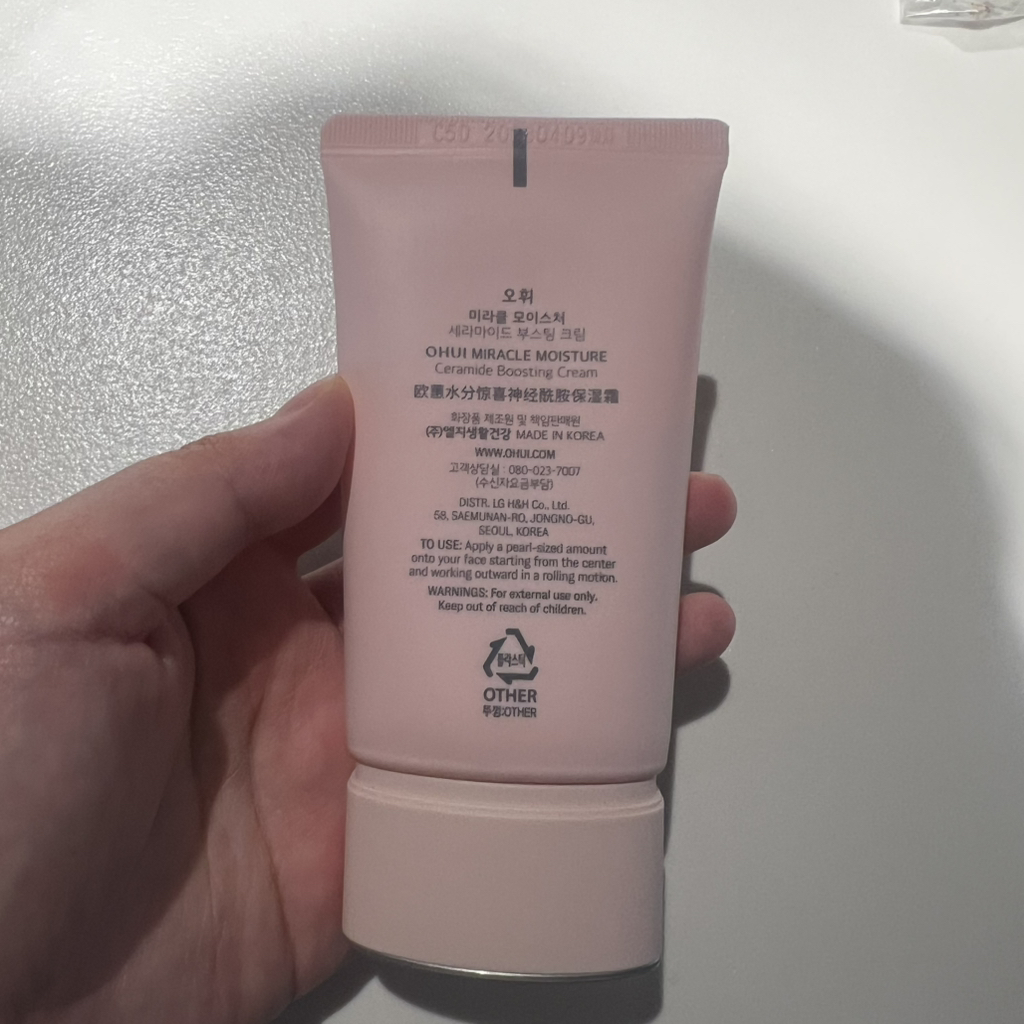 C5D
오휘
미라클 모이스처
세라마이드 부스팅 크림
OHUI MIRACLE MOISTURE
Ceramide Boosting Cream
欧蕙水分惊喜神经酰胺保湿霜
화장품 제조원 및 책임판매원
(주)엘지생활건강 MADE IN KOREA
WWW.OHUI.COM
고객상담실 : 080-023-7007
(수신자요금부담)
DISTR. LG H&H Co., Ltd.
58, SAEMUNAN-RO, JONGNO-GU,
SEOUL, KOREA
TO USE: Apply a pearl-sized amount
onto your face starting from the center
and working outward in a rolling motion.
WARNINGS: For external use only.
Keep out of reach of children.
플라스틱
OTHER
뚜껑:OTHER